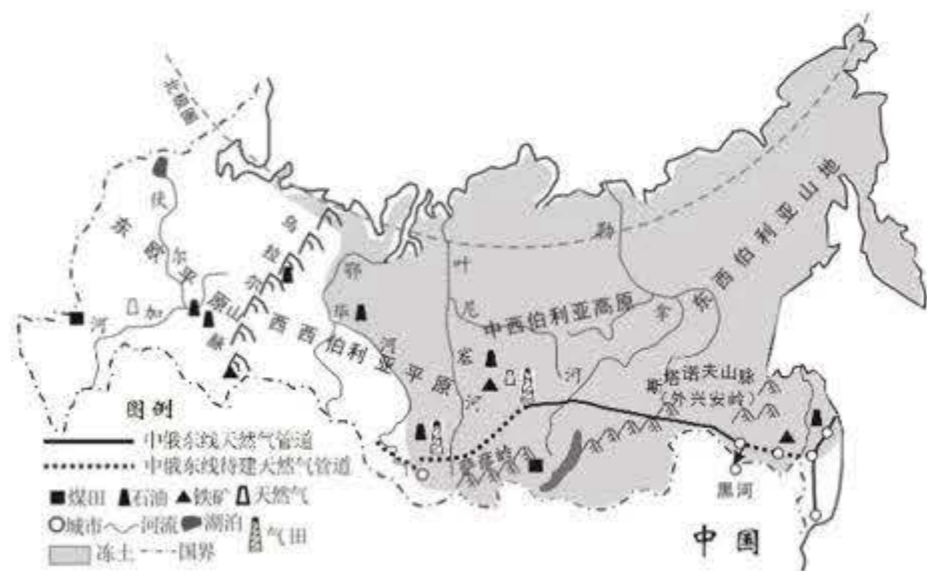 北极圈
伏尔加河
东欧平原
乌拉尔山脉
鄂毕河
西西伯利亚平原
叶尼塞河
中西伯利亚高原
勒拿河
东西伯利亚山地
斯塔诺夫山脉
(外兴安岭)
萨彦岭
黑河
中国
图例
中俄东线天然气管道
中俄东线待建天然气管道
煤田 石油 铁矿 天然气
城市 河流 湖泊 气田
冻土 国界